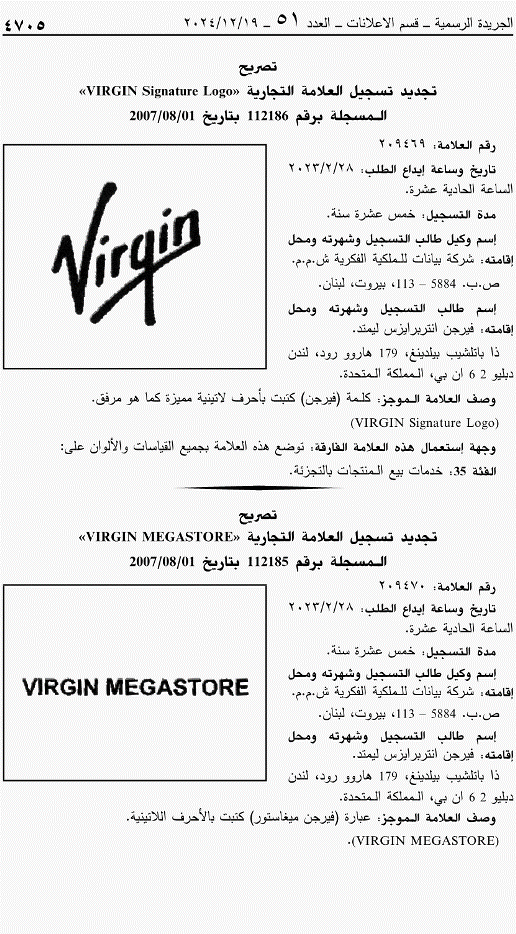 الجريدة الرسمية ــ قسم الاعلانات ــ العدد ٥١ ــ ٢٠٢٤/١٢/١٩
٤٧٠٥
تصريح
تجديد تسجيل العلامة التجارية «VIRGIN Signature Logo»
المسجلة برقم 112186 بتاريخ 2007/08/01
Virgin
رقم العلامة: ٢٠٩٤٦٩
تاريخ وساعة إيداع الطلب: ٢٠٢٣/٢/٢٨
الساعة الحادية عشرة.
مدة التسجيل: خمس عشرة سنة.
إسم وكيل طالب التسجيل وشهرته ومحل
إقامته: شركة بيانات للملكية الفكرية ش.م.م.
ص.ب. 5884 – 113، بيروت، لبنان.
إسم طالب التسجيل وشهرته ومحل
إقامته: فيرجن انتربرايزس ليمتد.
ذا باتلشيب بيلدينغ، 179 هاروو رود، لندن
دبليو 2 6 ان بي، المملكة المتحدة.
وصف العلامة الموجز: كلمة (فيرجن) كتبت بأحرف لاتينية مميزة كما هو مرفق.
(VIRGIN Signature Logo)
وجهة إستعمال هذه العلامة الفارقة: توضع هذه العلامة بجميع القياسات والألوان على:
الفئة 35: خدمات بيع المنتجات بالتجزئة.
تصريح
تجديد تسجيل العلامة التجارية «VIRGIN MEGASTORE»
المسجلة برقم 112185 بتاريخ 2007/08/01
VIRGIN MEGASTORE
رقم العلامة: ٢٠٩٤٧٠
تاريخ وساعة إيداع الطلب: ٢٠٢٣/٢/٢٨
الساعة الحادية عشرة.
مدة التسجيل: خمس عشرة سنة.
إسم وكيل طالب التسجيل وشهرته ومحل
إقامته: شركة بيانات للملكية الفكرية ش.م.م.
ص.ب. 5884 – 113، بيروت، لبنان.
إسم طالب التسجيل وشهرته ومحل
إقامته: فيرجن انتربرايزس ليمتد.
ذا باتلشيب بيلدينغ، 179 هاروو رود، لندن
دبليو 2 6 ان بي، المملكة المتحدة.
وصف العلامة الموجز: عبارة (فيرجن ميغاستور) كتبت بالأحرف اللاتينية.
(VIRGIN MEGASTORE).